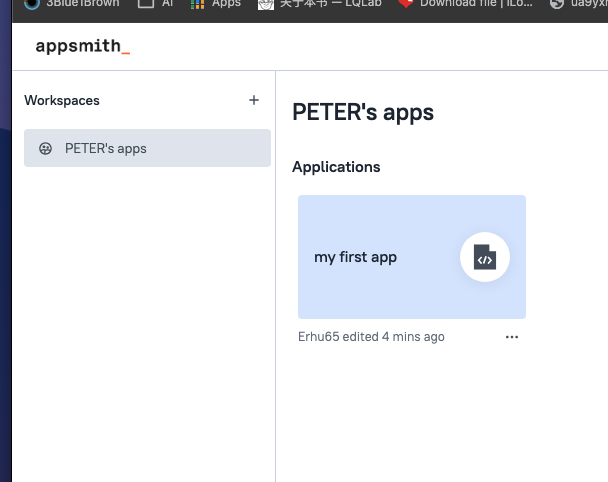 3Blue1Brown AI Apps 关于本书 — LQLab Download file | iLo...
appsmith_
Workspaces +
PETER's apps
PETER's apps
Applications
my first app
Erhu65 edited 4 mins ago ...